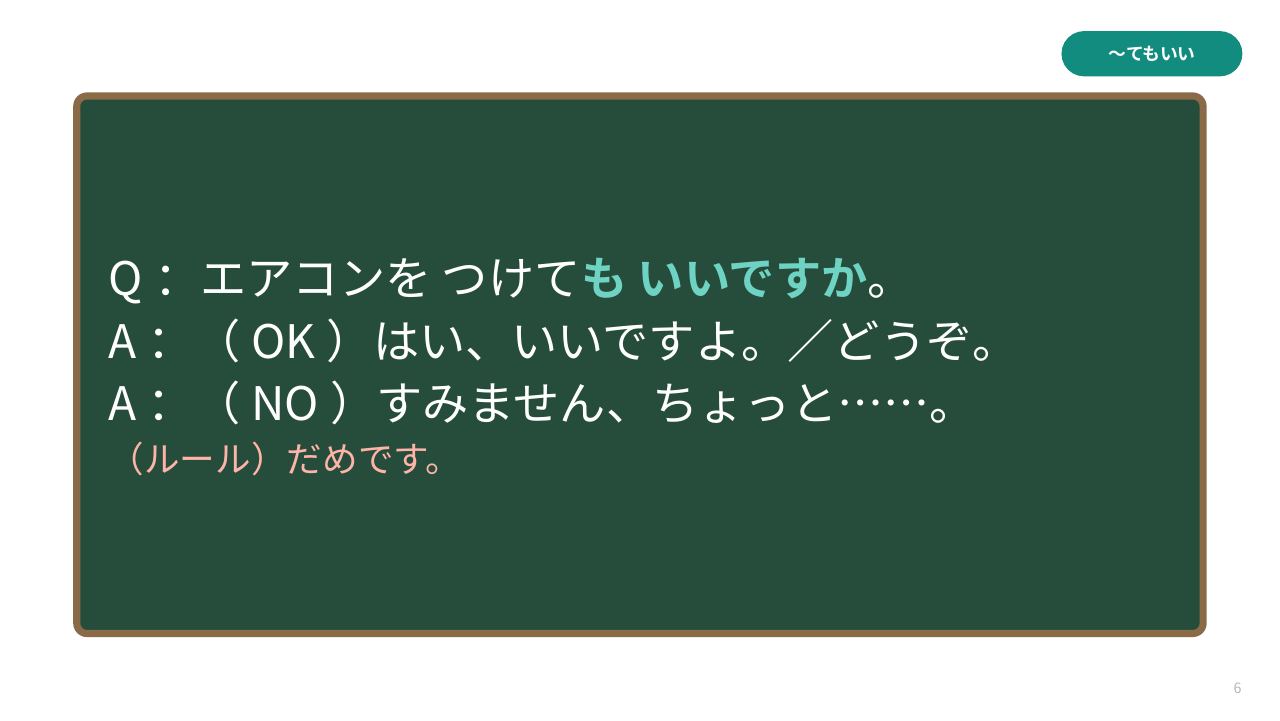 ～てもいい
Q： エアコンを つけても いいですか。
A： （ OK ）はい、いいですよ。／どうぞ。
A： （ NO ）すみません、ちょっと……。
（ルール）だめです。
6